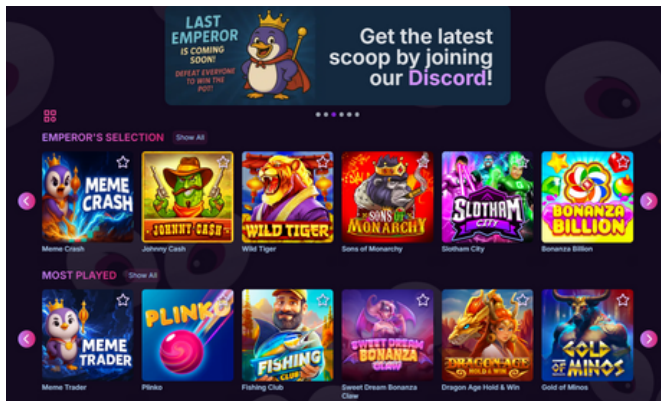 LAST
EMPEROR
IS COMING
SOON!
DEFEAT EVERYONE
TO WIN THE
POT!
Get the latest
scoop by joining
our Discord!
EMPEROR'S SELECTION Show All
MEME
CRASH
JOHNNY CASH
WILD TIGER
SONS OF
MONARCHY
SLOTHAM
CITY
BONANZA
BILLION
Meme Crash Johnny Cash Wild Tiger Sons of Monarchy Slotham City Bonanza Billion
MOST PLAYED Show All
MEME
TRADER
PLINKO
FISHING
CLUB
SWEET DREAM
BONANZA
CLAW
DRAGON AGE
HOLD & WIN
GOLD
OF MINOS
Meme Trader Plinko Fishing Club Sweet Dream Bonanza Dragon Age Hold & Win Gold of Minos
Claw